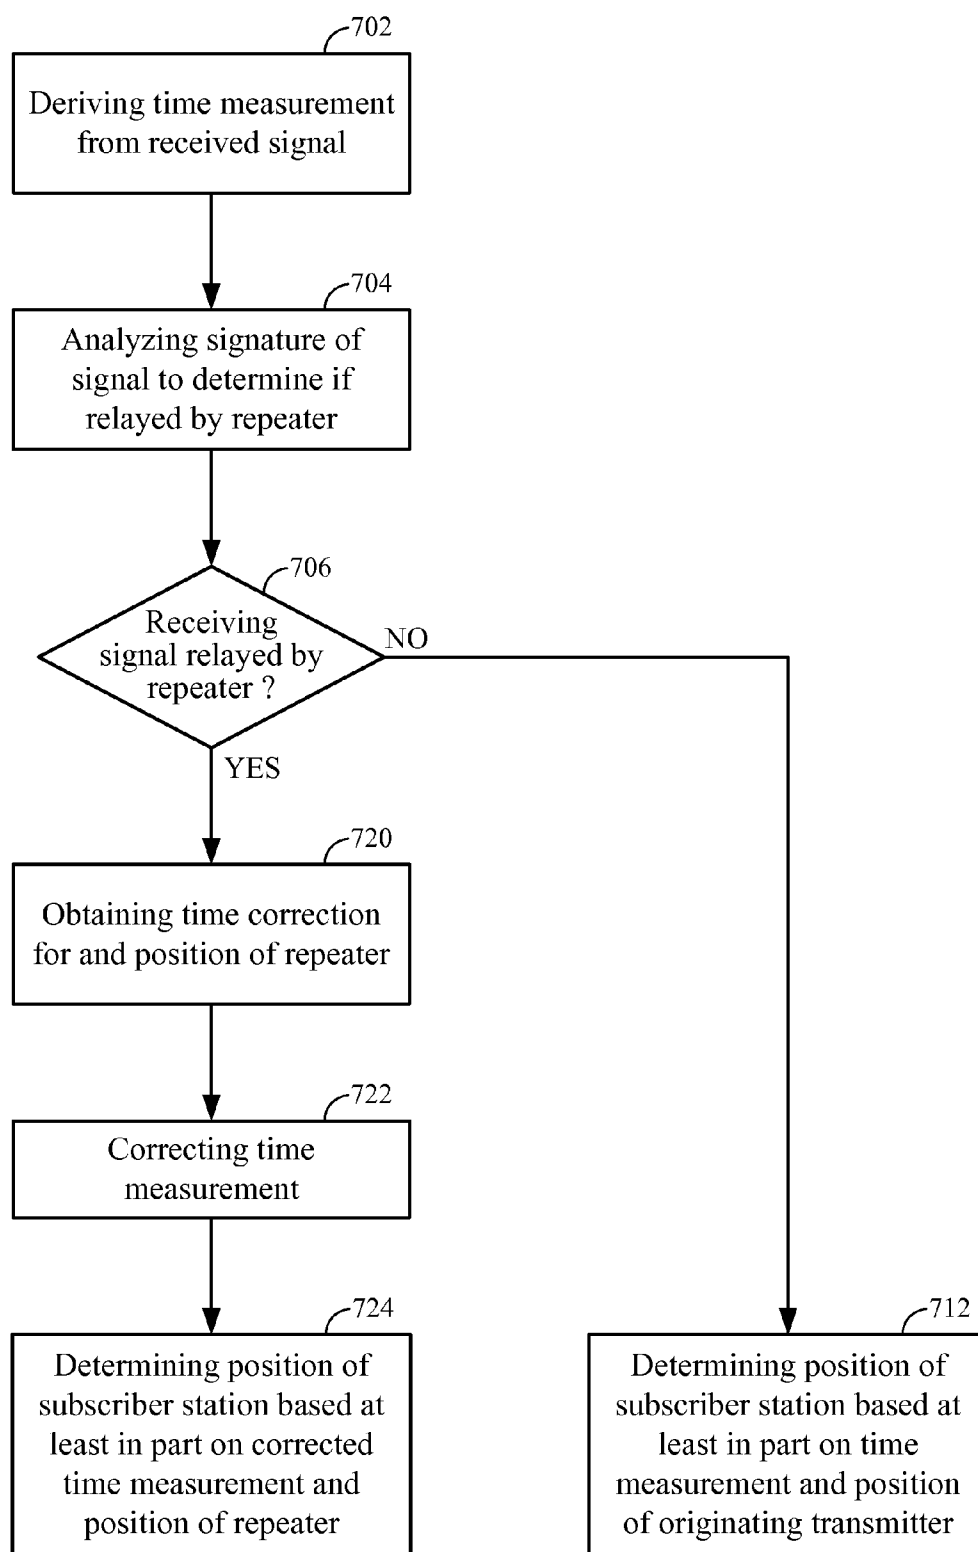 702
Deriving time measurement
from received signal
704
Analyzing signature of
signal to determine if
relayed by repeater
706
Receiving
signal relayed by
repeater ?
NO
YES
720
Obtaining time correction
for and position of repeater
722
Correcting time
measurement
724
Determining position of
subscriber station based at
least in part on corrected
time measurement and
position of repeater
712
Determining position of
subscriber station based at
least in part on time
measurement and position
of originating transmitter